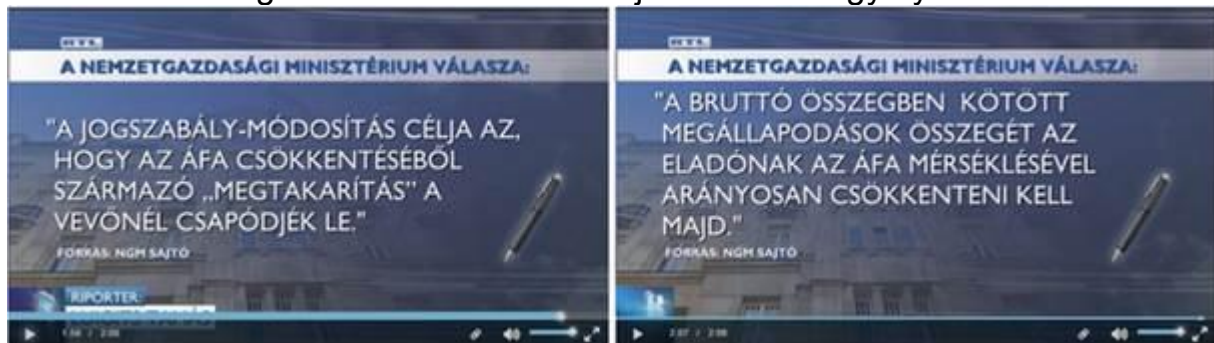 RTL
A NEMZETGAZDASÁGI MINISZTÉRIUM VÁLASZA:
"A JOGSZABÁLY-MÓDOSÍTÁS CÉLJA AZ,
HOGY AZ ÁFA CSÖKKENTÉSÉBŐL
SZÁRMAZÓ „MEGTAKARÍTÁS” A
VEVŐNÉL CSAPÓDJÉK LE."
FORRÁS: NGM SAJTÓ
RIPORTER:
RTL
A NEMZETGAZDASÁGI MINISZTÉRIUM VÁLASZA:
"A BRUTTÓ ÖSSZEGBEN KÖTÖTT
MEGÁLLAPODÁSOK ÖSSZEGÉT AZ
ELADÓNAK AZ ÁFA MÉRSÉKLÉSÉVEL
ARÁNYOSAN CSÖKKENTENI KELL
MAJD."
FORRÁS: NGM SAJTÓ